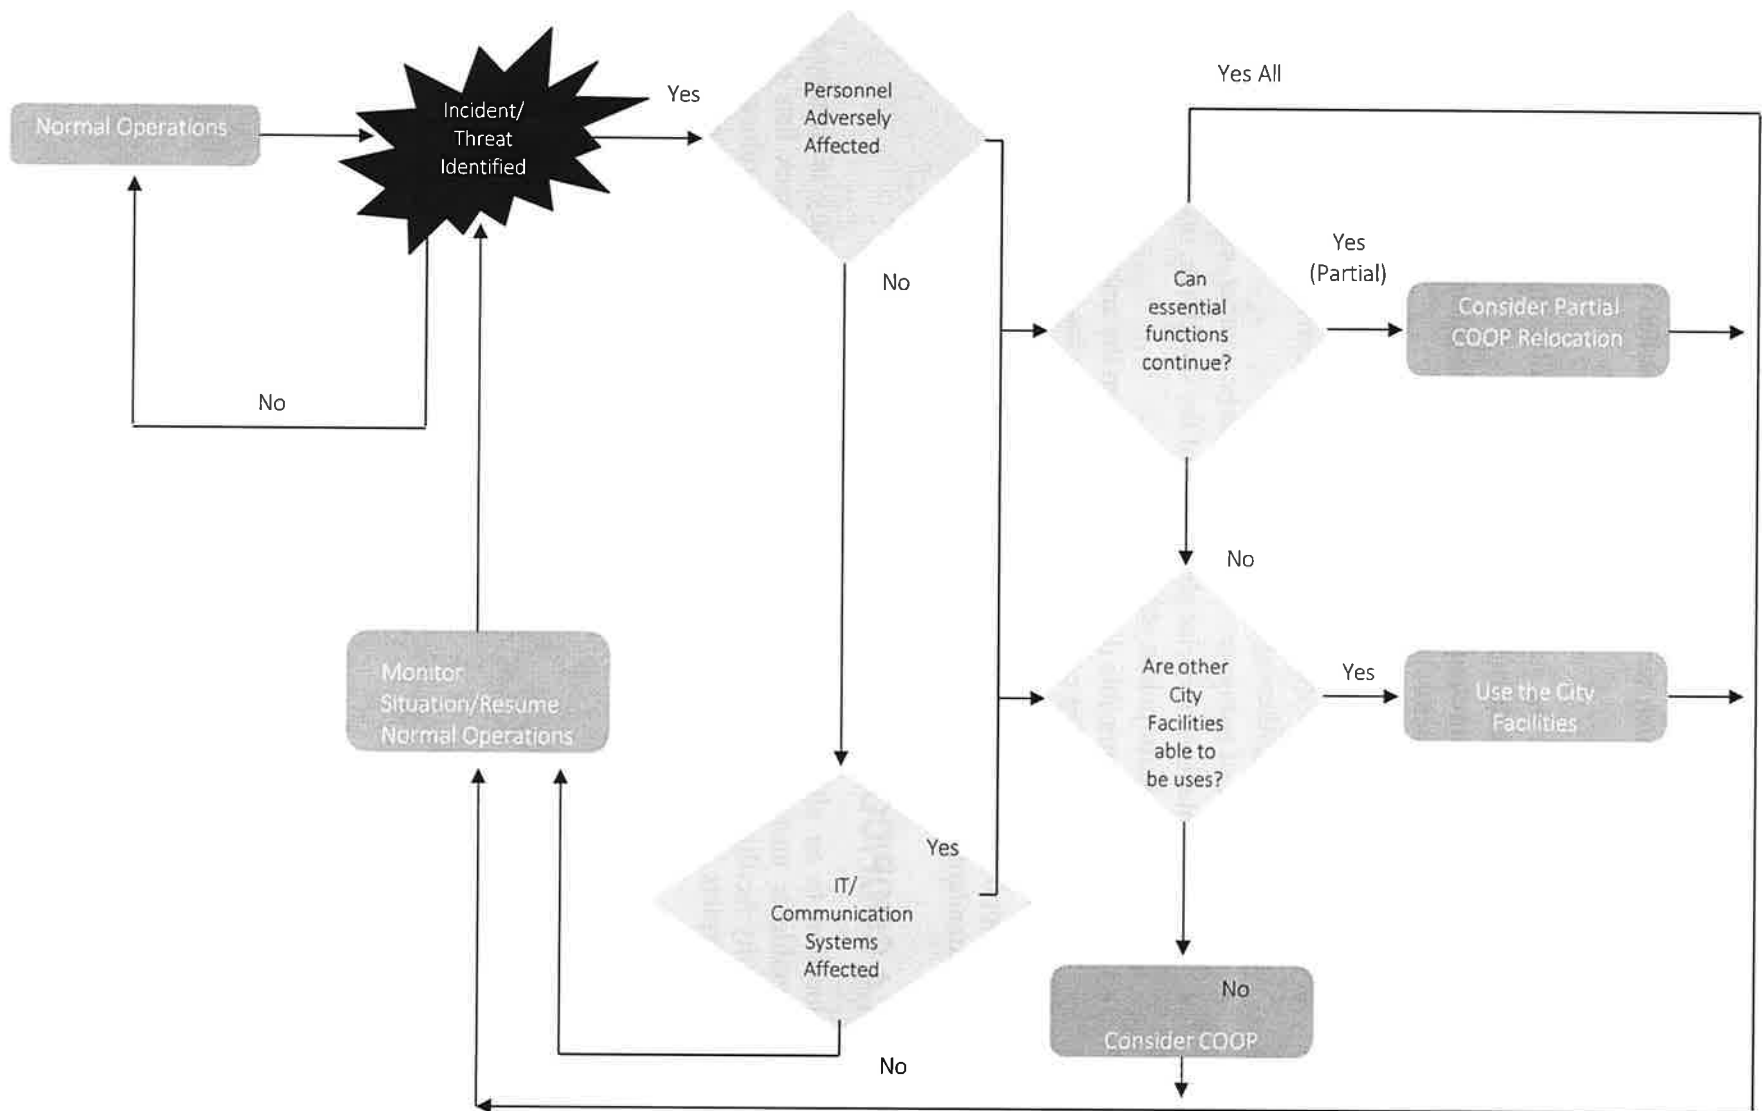 Yes All
Normal Operations
Incident/
Threat
Identified
Yes
Personnel
Adversely
Affected
No
No
Can
essential
functions
continue?
Yes
(Partial)
Consider Partial
COOP Relocation
No
Monitor
Situation/Resume
Normal Operations
Are other
City
Facilities
able to
be uses?
Yes
Use the City
Facilities
Yes
IT/
Communication
Systems
Affected
No
No
Consider COOP